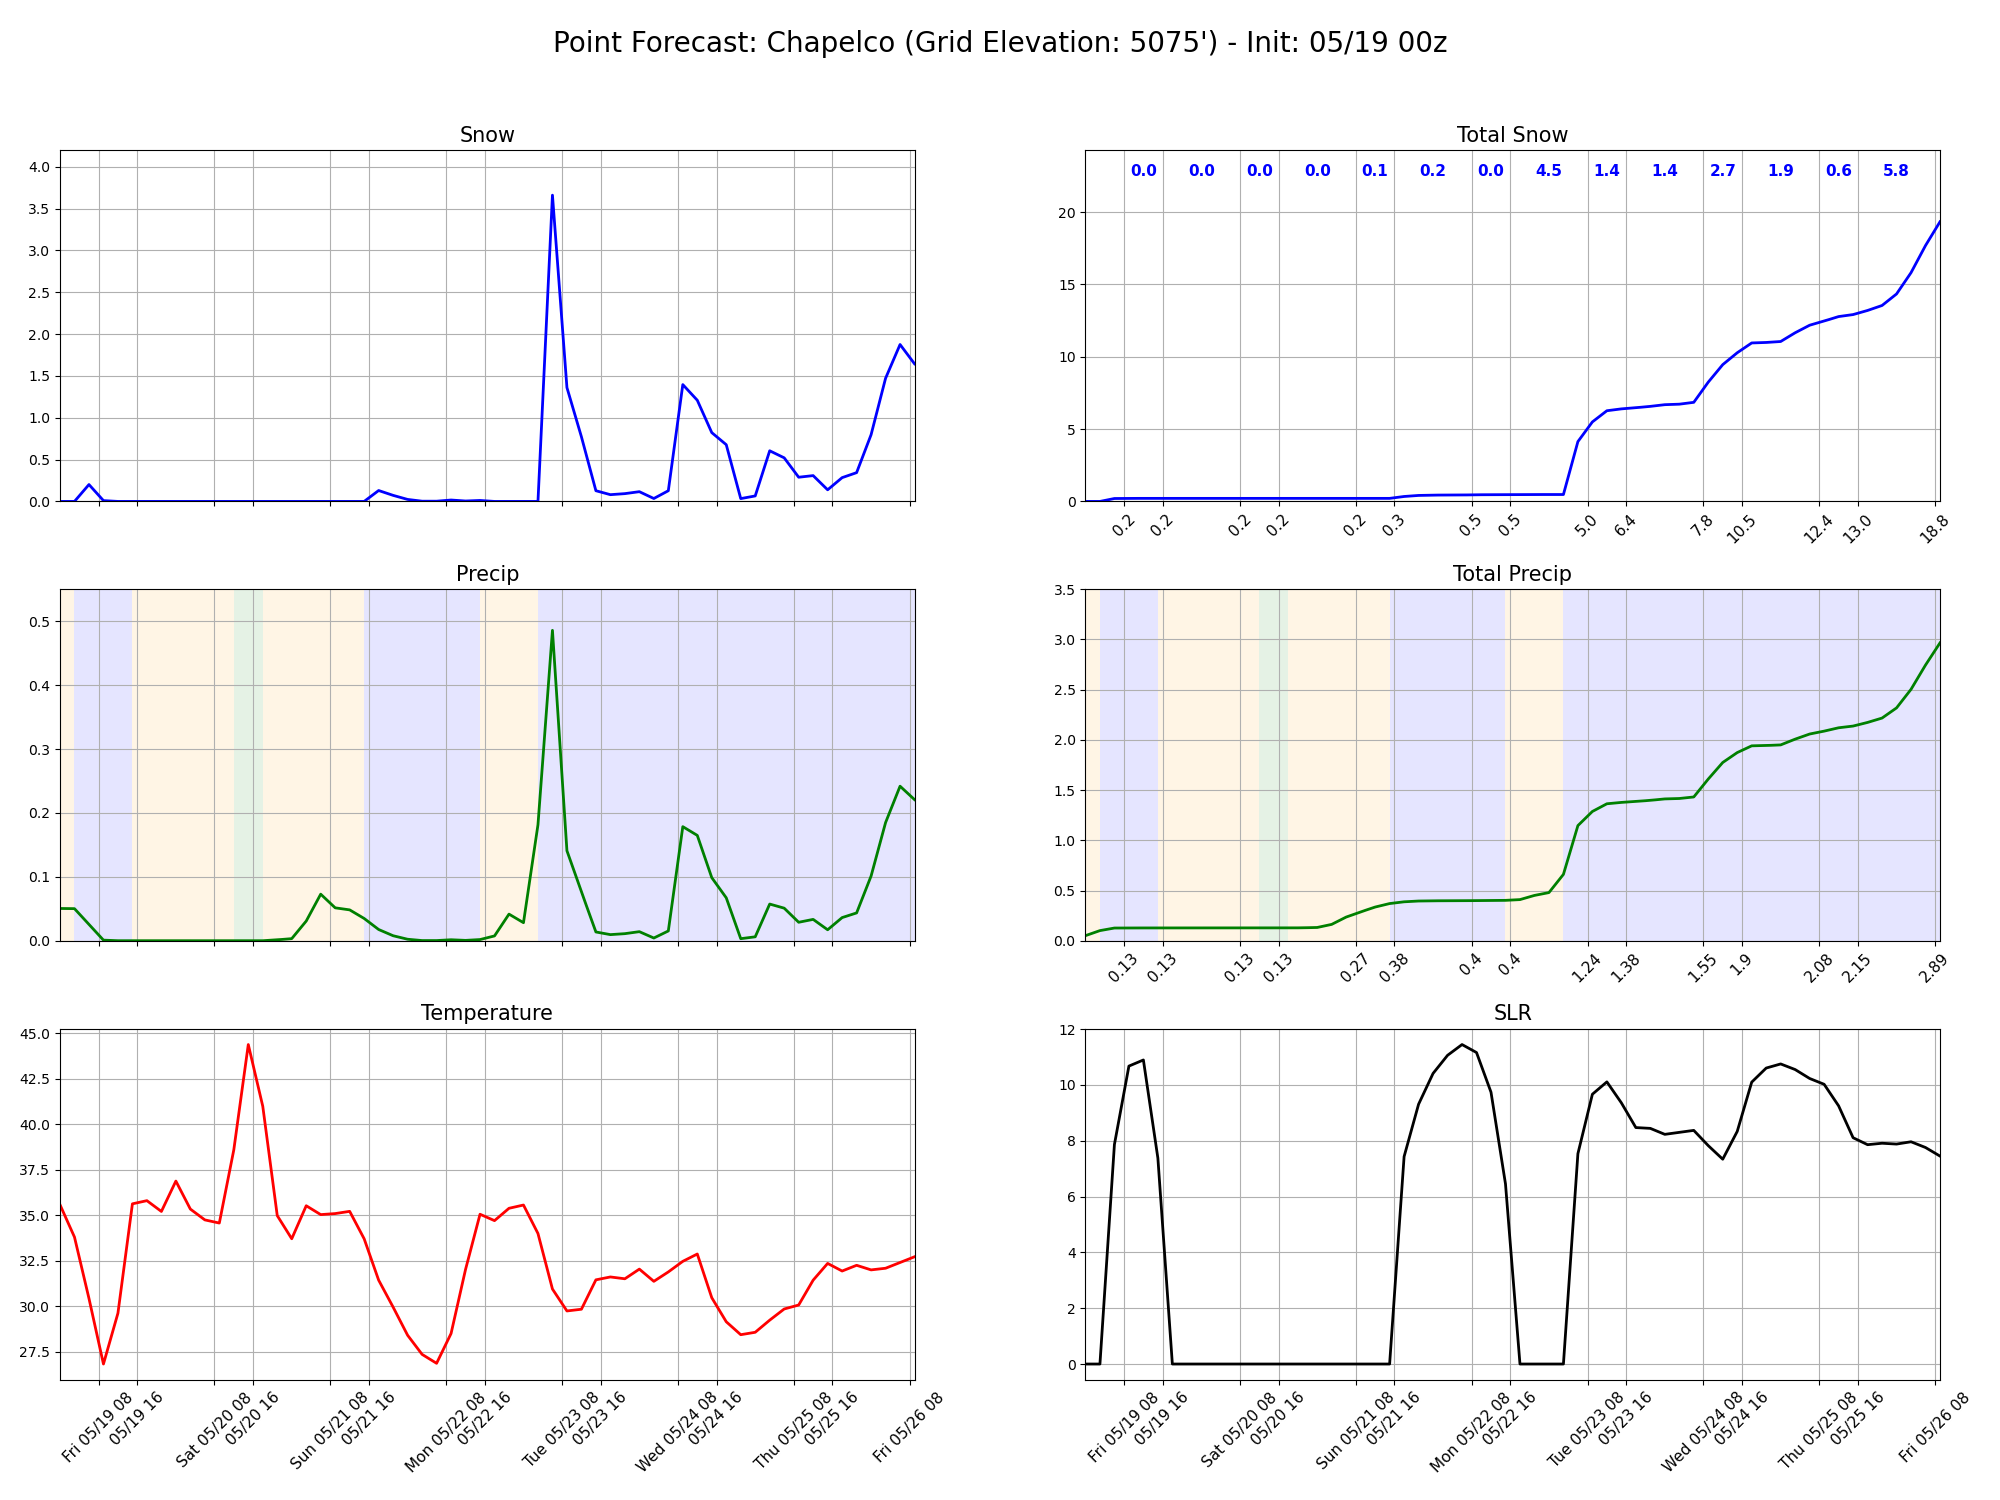 Point Forecast: Chapelco (Grid Elevation: 5075') - Init: 05/19 00z
Snow
4.0
3.5
3.0
2.5
2.0
1.5
1.0
0.5
0.0
Total Snow
0.0 0.0 0.0 0.0 0.1 0.2 0.0 4.5 1.4 1.4 2.7 1.9 0.6 5.8
20
15
10
5
0
0.2 0.2 0.2 0.2 0.2 0.3 0.5 0.5 5.0 6.4 7.8 10.5 12.4 13.0 18.8
Precip
0.5
0.4
0.3
0.2
0.1
0.0
Total Precip
3.5
3.0
2.5
2.0
1.5
1.0
0.5
0.0
0.13 0.13 0.13 0.13 0.27 0.38 0.4 0.4 1.24 1.38 1.55 1.9 2.08 2.15 2.89
Temperature
45.0
42.5
40.0
37.5
35.0
32.5
30.0
27.5
Fri 05/19 08
05/19 16
Sat 05/20 08
05/20 16
Sun 05/21 08
05/21 16
Mon 05/22 08
05/22 16
Tue 05/23 08
05/23 16
Wed 05/24 08
05/24 16
Thu 05/25 08
05/25 16
Fri 05/26 08
SLR
12
10
8
6
4
2
0
Fri 05/19 08
05/19 16
Sat 05/20 08
05/20 16
Sun 05/21 08
05/21 16
Mon 05/22 08
05/22 16
Tue 05/23 08
05/23 16
Wed 05/24 08
05/24 16
Thu 05/25 08
05/25 16
Fri 05/26 08